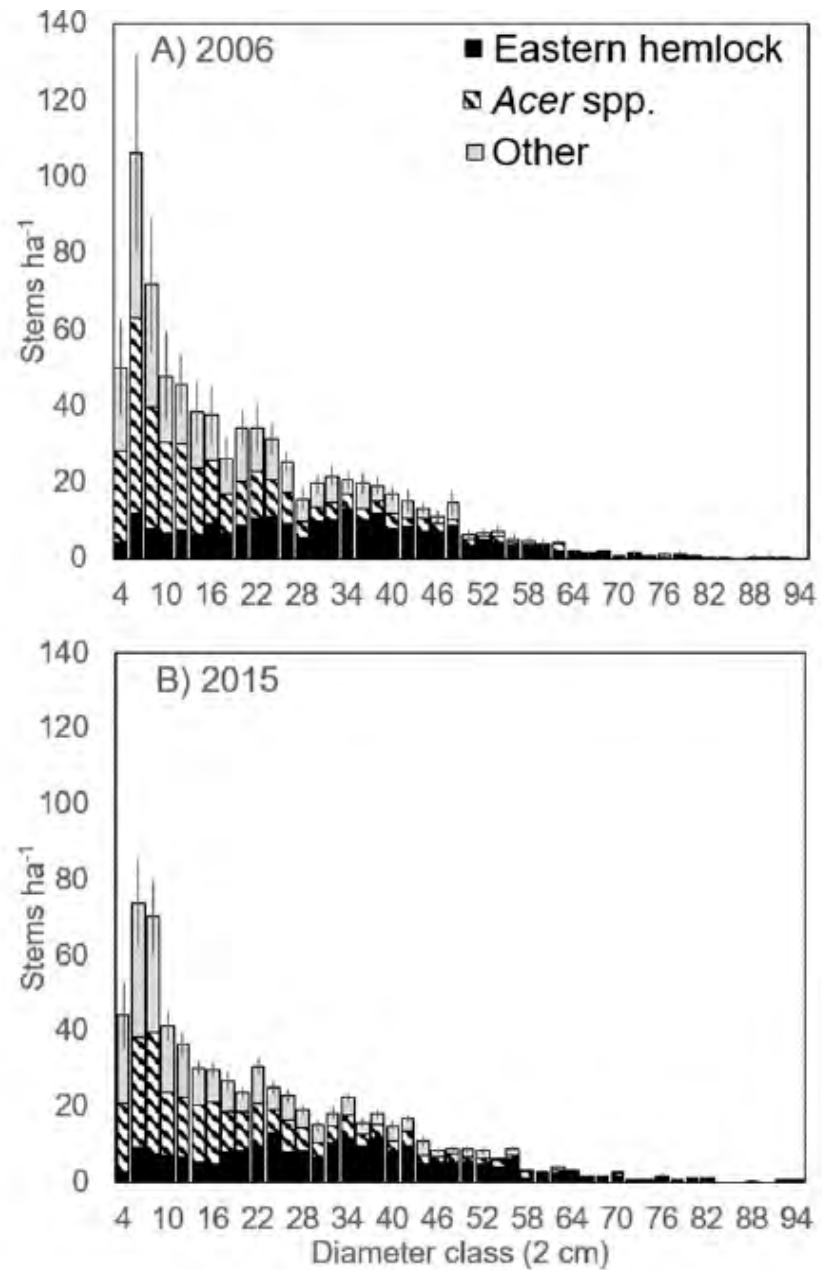 A) 2006
Eastern hemlock
Acer spp.
Other
Stems ha⁻¹
140
120
100
80
60
40
20
0
4 10 16 22 28 34 40 46 52 58 64 70 76 82 88 94
B) 2015
Stems ha⁻¹
140
120
100
80
60
40
20
0
4 10 16 22 28 34 40 46 52 58 64 70 76 82 88 94
Diameter class (2 cm)